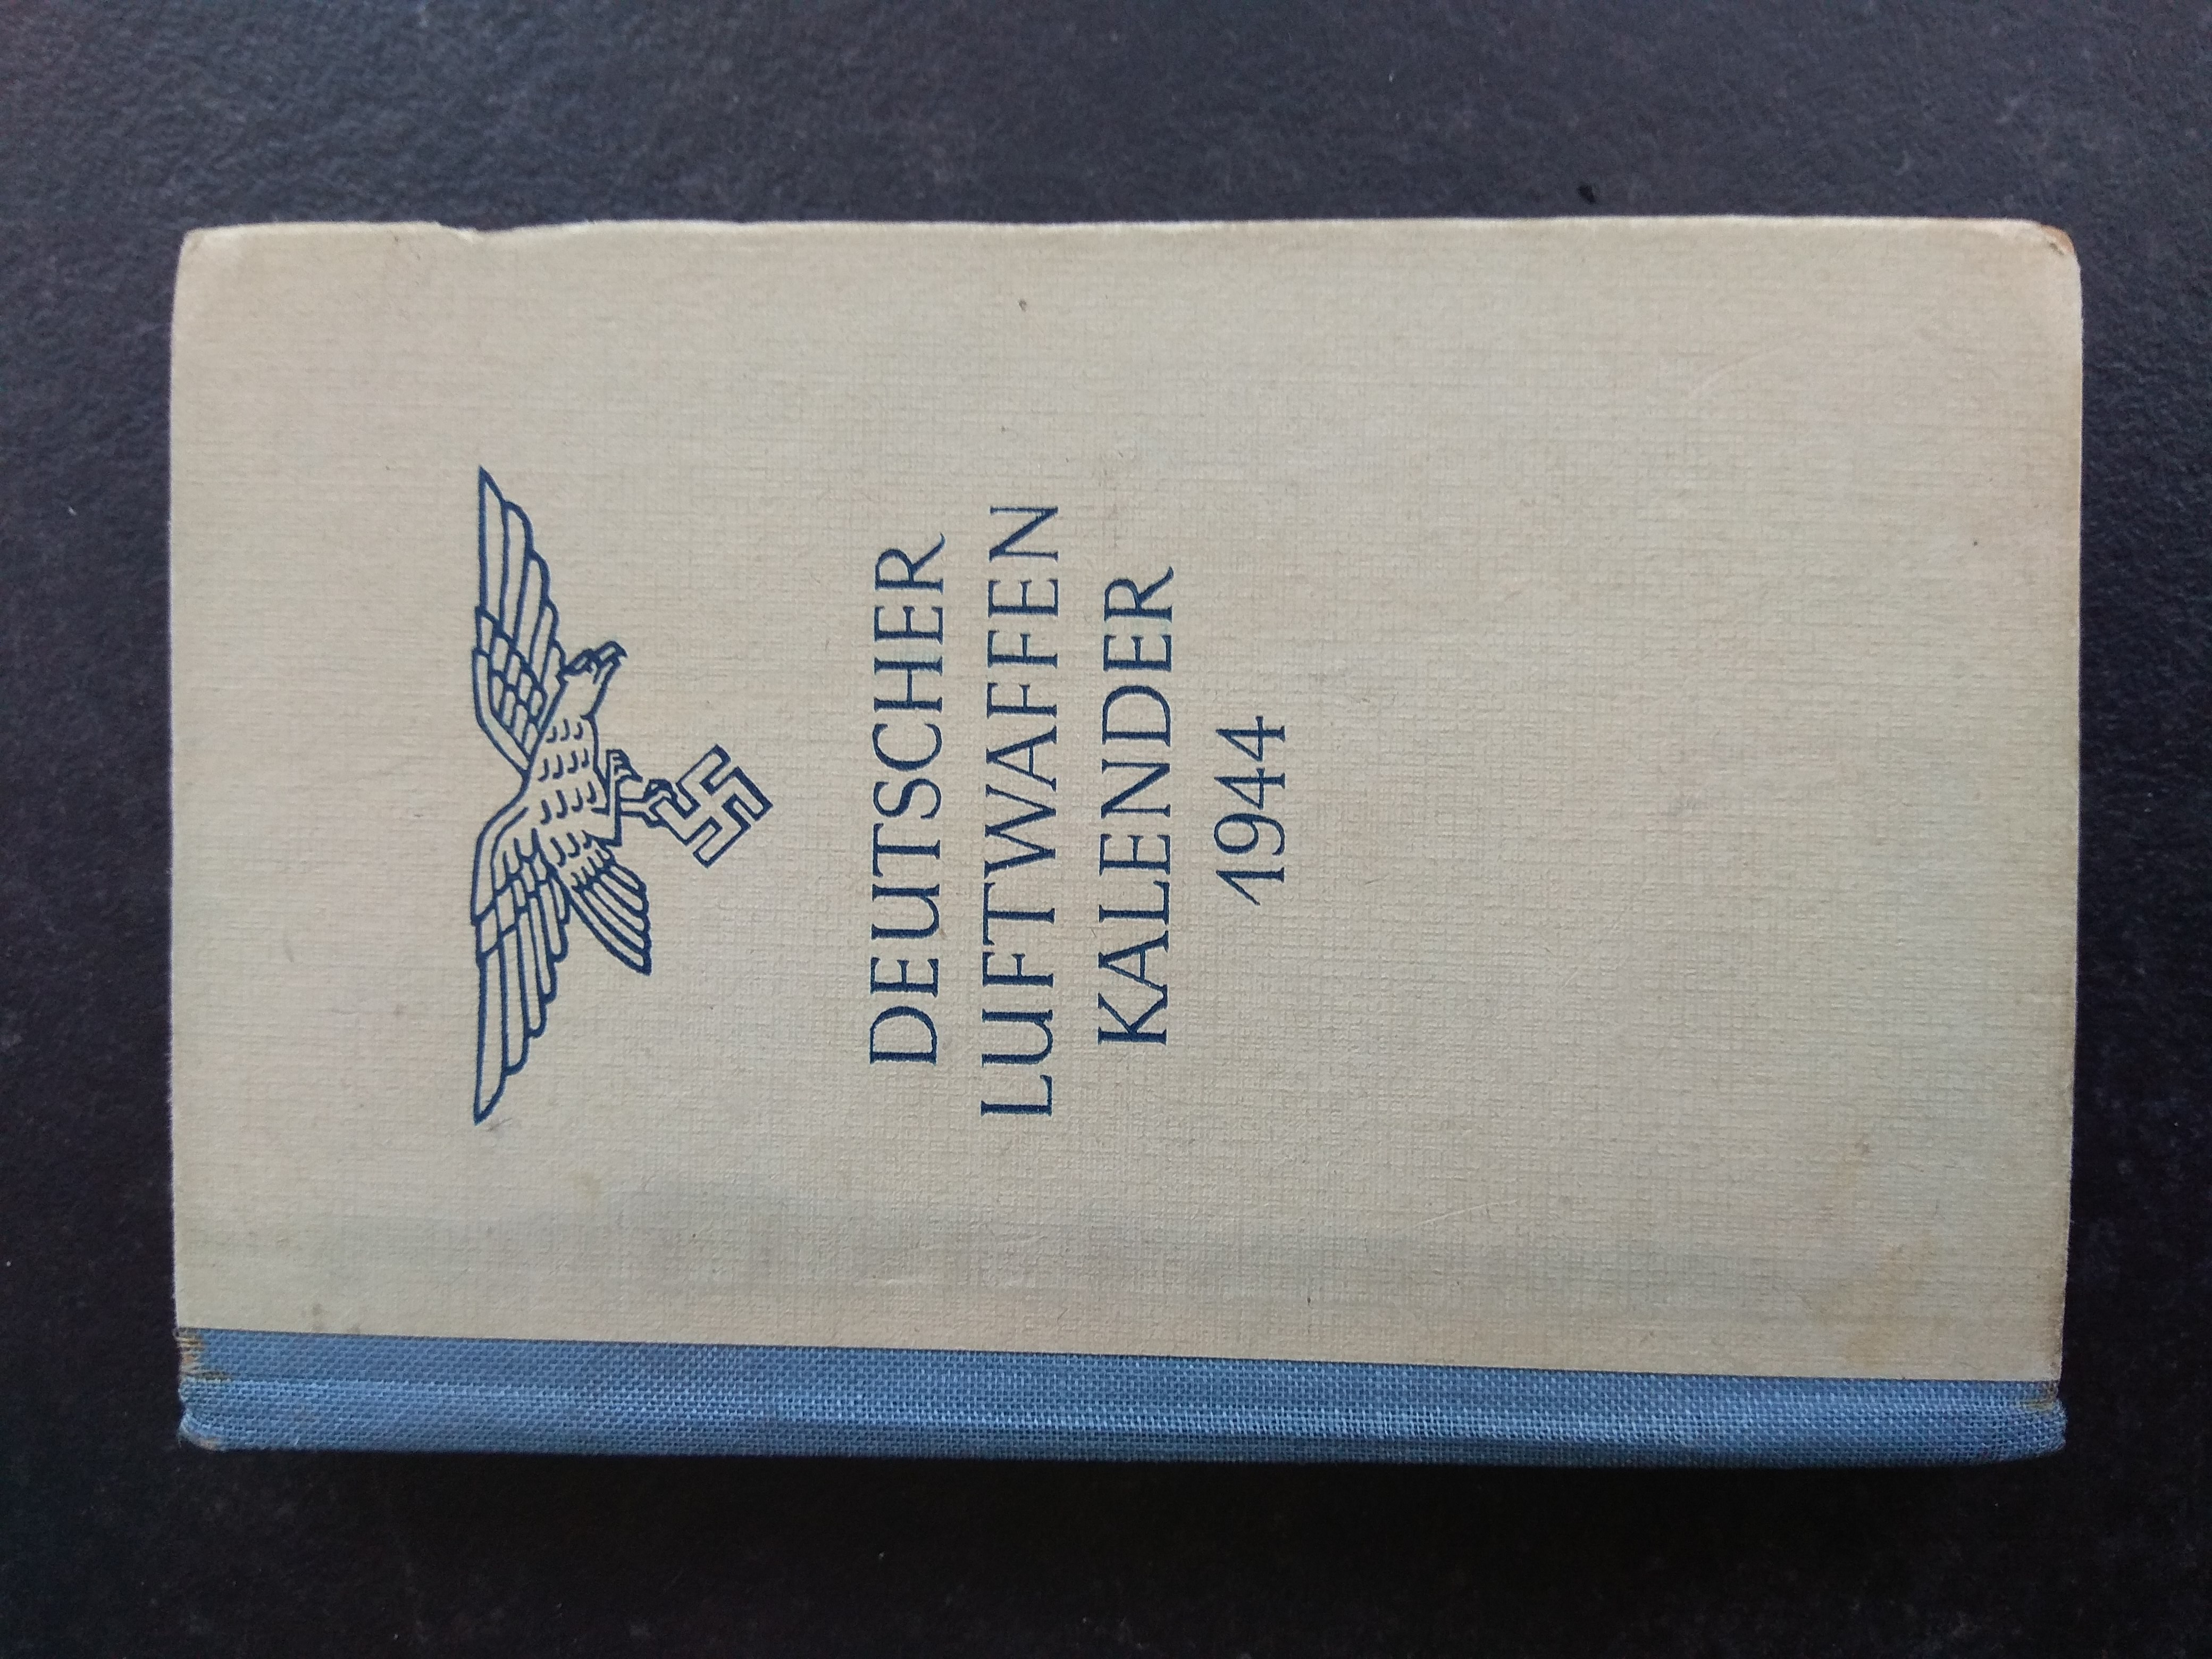 DEUTSCHER
LUFTWAFFEN
KALENDER
1944